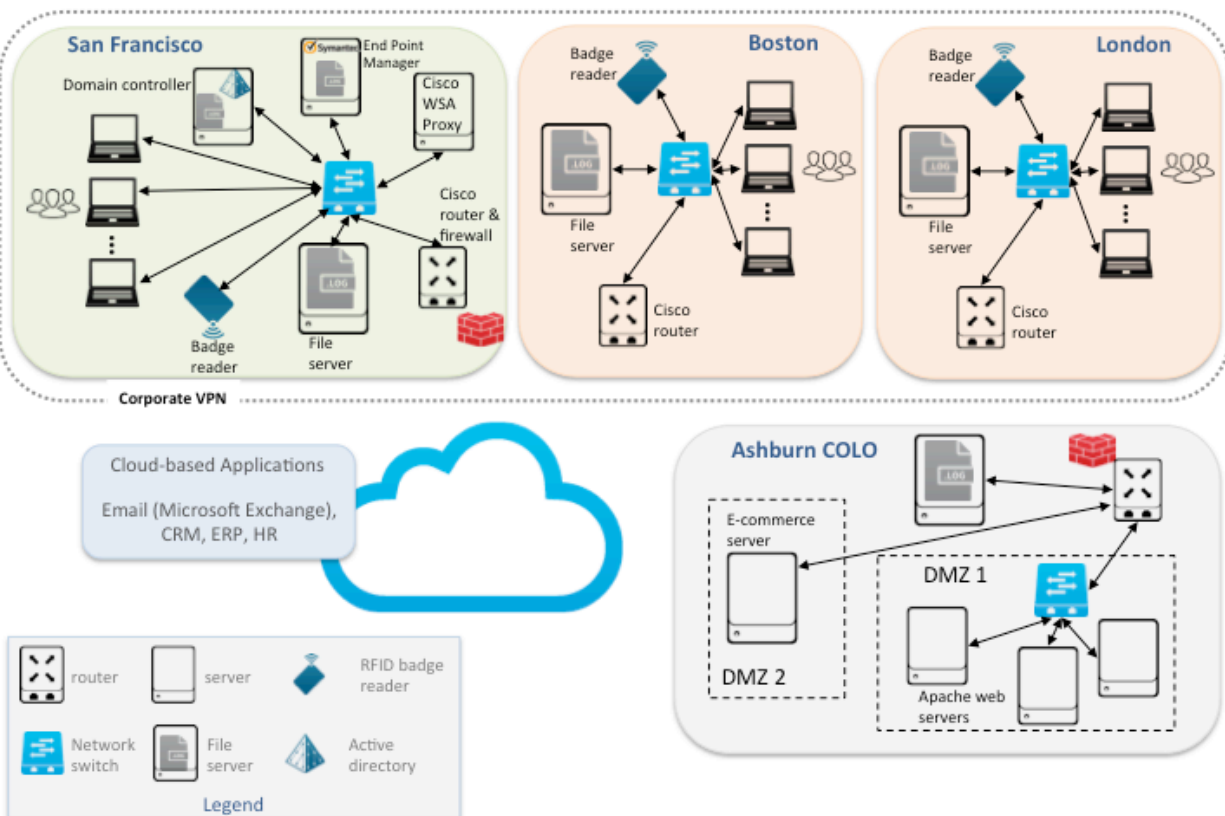 San Francisco
Domain controller
Symantec
End Point
Manager
Cisco
WSA
Proxy
Cisco
router &
firewall
.LOG
File
server
Badge
reader
Boston
Badge
reader
.LOG
File
server
Cisco
router
London
Badge
reader
.LOG
File
server
Cisco
router
Corporate VPN
Cloud-based Applications
Email (Microsoft Exchange),
CRM, ERP, HR
Ashburn COLO
.LOG
E-commerce
server
DMZ 2
DMZ 1
Apache web
servers
router
server
RFID badge
reader
Network
switch
File
server
Active
directory
Legend